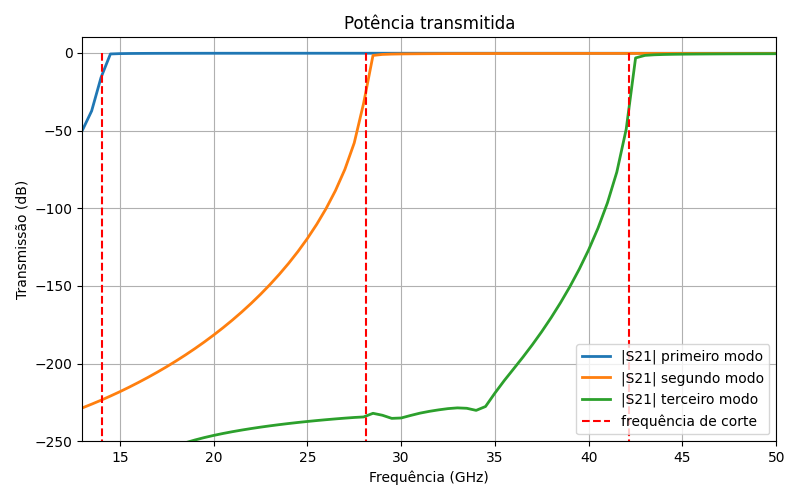 Potência transmitida
Transmissão (dB)
0
−50
−100
−150
−200
−250
15
20
25
30
35
40
45
50
Frequência (GHz)
|S21| primeiro modo
|S21| segundo modo
|S21| terceiro modo
frequência de corte